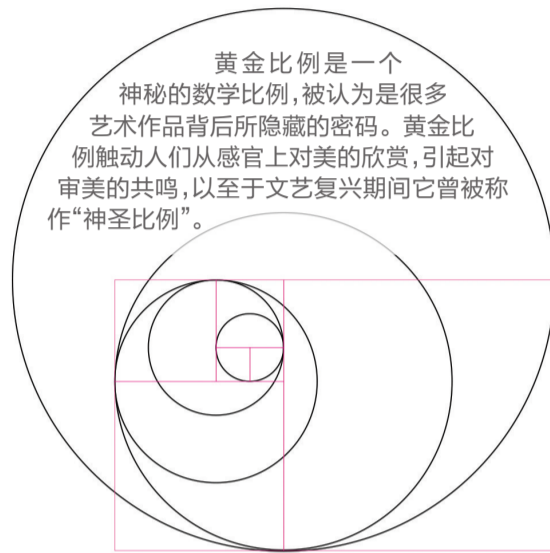 黄金比例是一个
神秘的数学比例，被认为是很多
艺术作品背后所隐藏的密码。黄金比
例触动人们从感官上对美的欣赏，引起对
审美的共鸣，以至于文艺复兴期间它曾被称
作“神圣比例”。